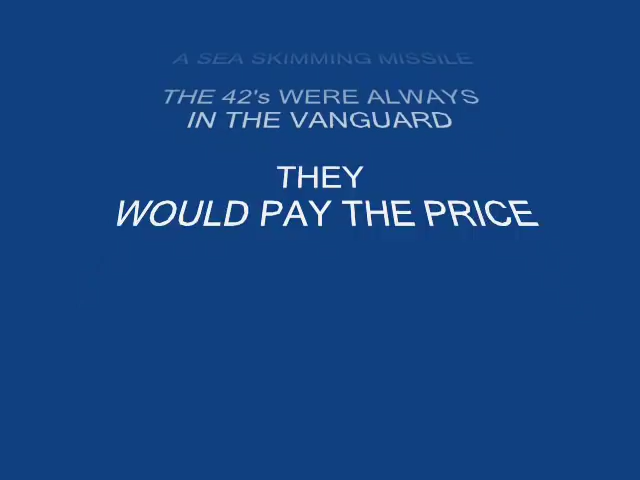 A SEA SKIMMING MISSILE
THE 42's WERE ALWAYS
IN THE VANGUARD
THEY
WOULD PAY THE PRICE